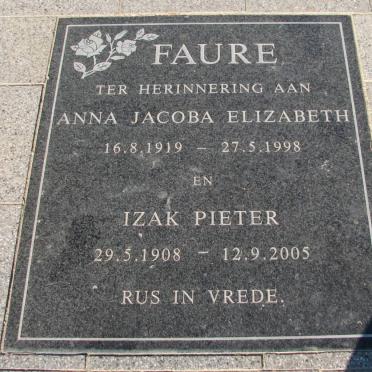 FAURE
TER HERINNERING AAN
ANNA JACOBA ELIZABETH
16.8.1919 – 27.5.1998
EN
IZAK PIETER
29.5.1908 – 12.9.2005
RUS IN VREDE.